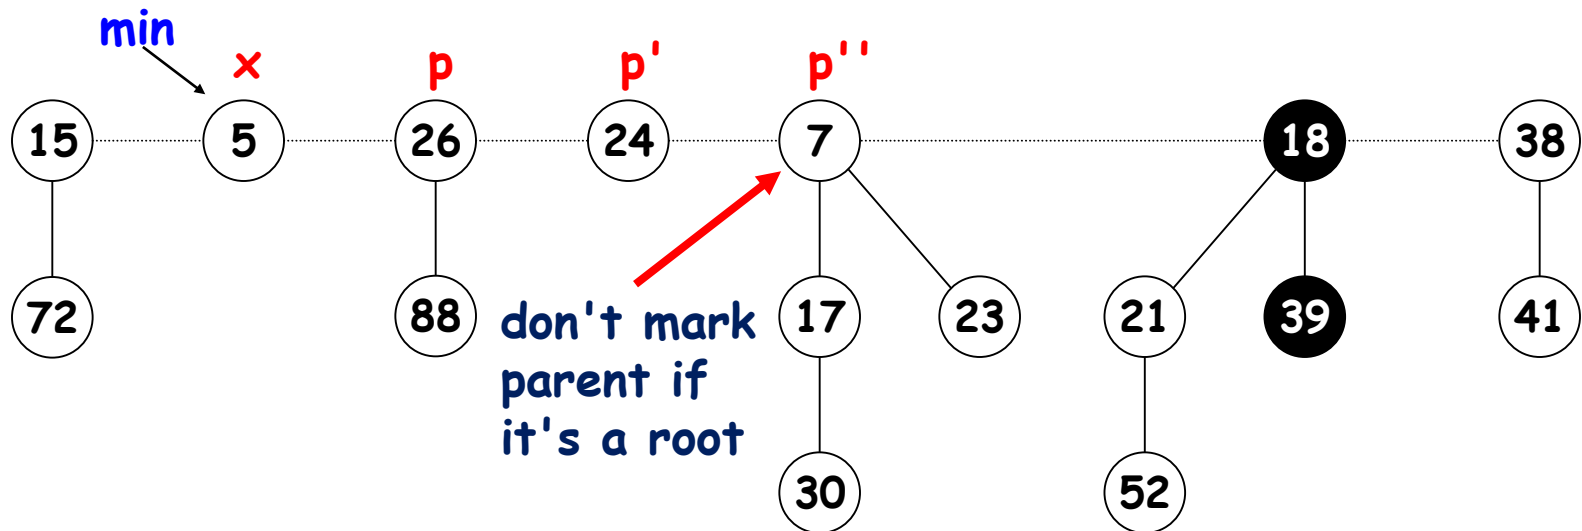 min
x p p' p''
15 5 26 24 7 18 38
72 88 17 23 21 39 41
don't mark
parent if
it's a root
30 52